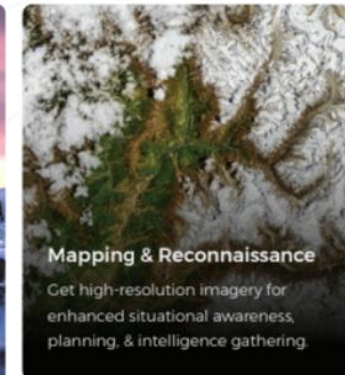 Mapping & Reconnaissance
Get high-resolution imagery for
enhanced situational awareness,
planning, & intelligence gathering.